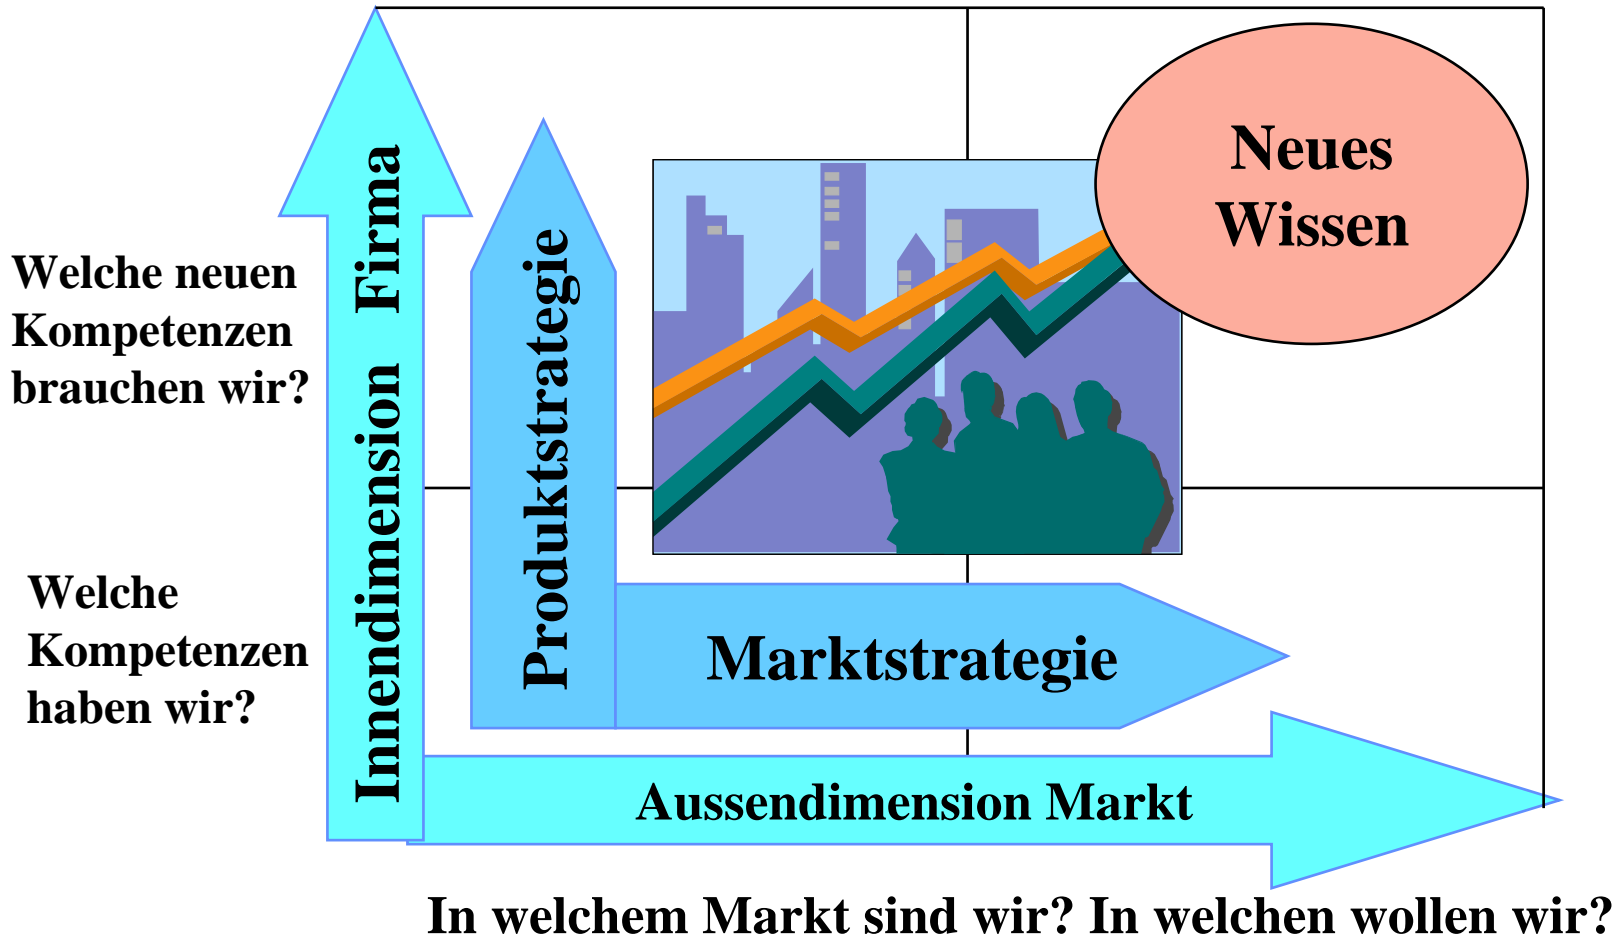 Neues
Wissen
Welche neuen
Kompetenzen
brauchen wir?
Innendimension Firma
Produktstrategie
Welche
Kompetenzen
haben wir?
Marktstrategie
Aussendimension Markt
In welchem Markt sind wir? In welchen wollen wir?